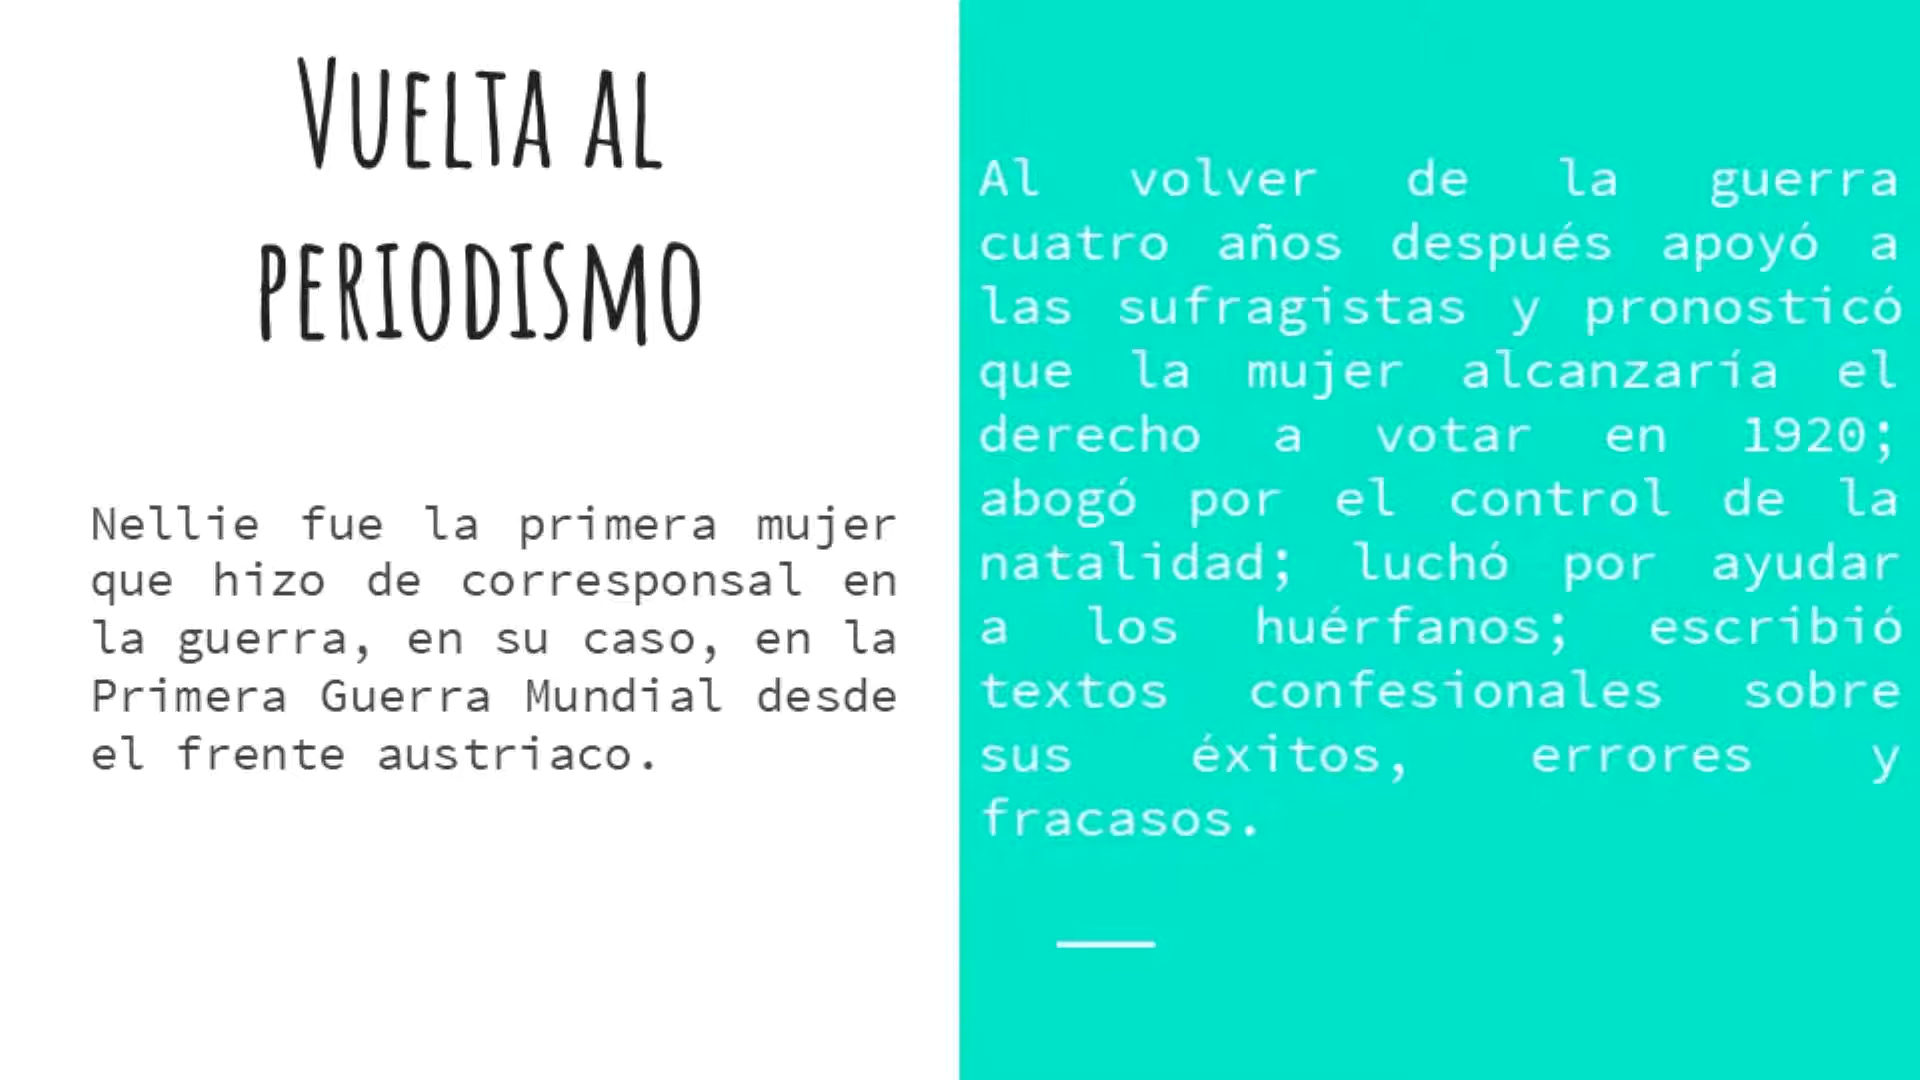 Vuelta al
periodismo
Nellie fue la primera mujer
que hizo de corresponsal en
la guerra, en su caso, en la
Primera Guerra Mundial desde
el frente austriaco.
Al volver de la guerra
cuatro años después apoyó a
las sufragistas y pronosticó
que la mujer alcanzaría el
derecho a votar en 1920;
abogó por el control de la
natalidad; luchó por ayudar
a los huérfanos; escribió
textos confesionales sobre
sus éxitos, errores y
fracasos.